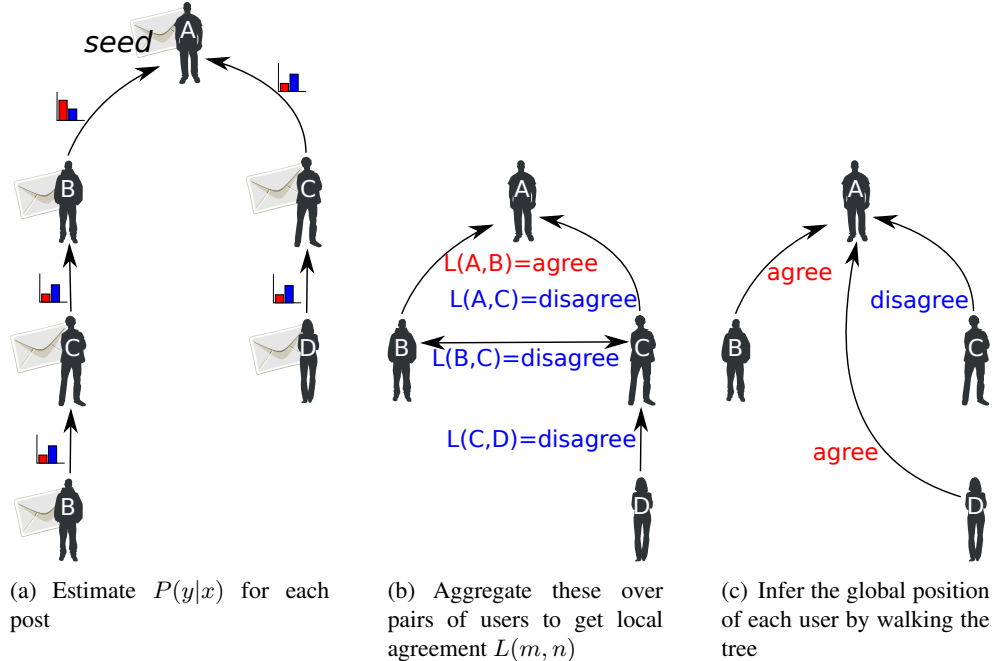 seed
A
B
C
C
D
B
(a) Estimate P(y|x) for each
post
A
L(A,B)=agree
L(A,C)=disagree
B
C
L(B,C)=disagree
L(C,D)=disagree
D
(b) Aggregate these over
pairs of users to get local
agreement L(m, n)
A
agree
disagree
B
C
agree
D
(c) Infer the global position
of each user by walking the
tree